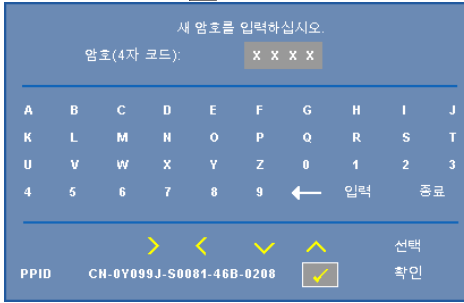 새 암호를 입력하십시오.
암호(4자 코드): X X X X
A B C D E F G H I J
K L M N O P Q R S T
U V W X Y Z 0 1 2 3
4 5 6 7 8 9 ← 입력 종료
선택
PPID CN-0Y099J-S0081-46B-0208 ✓ 확인